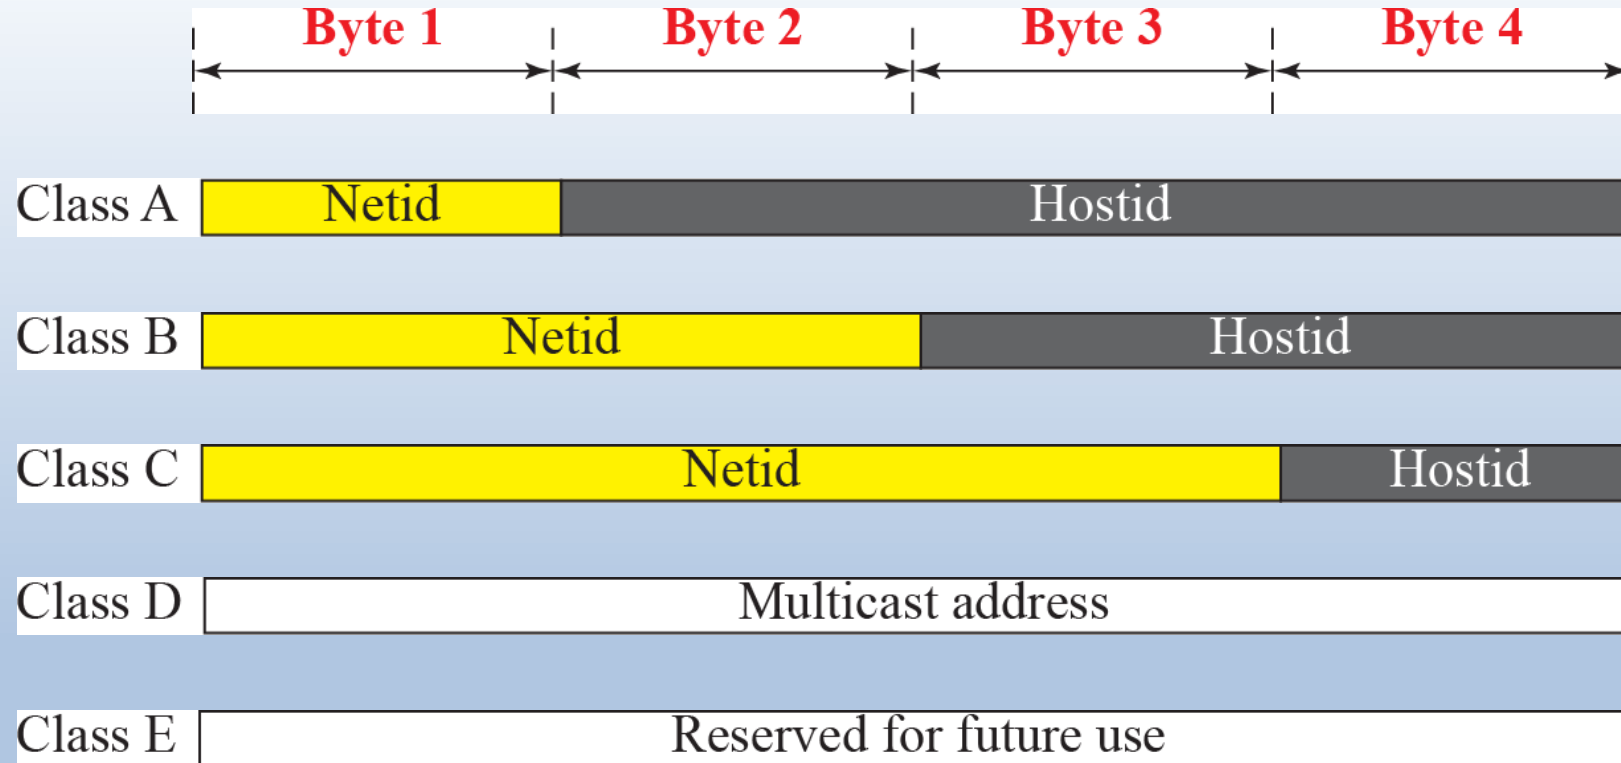 Byte 1 Byte 2 Byte 3 Byte 4
Class A Netid Hostid
Class B Netid Hostid
Class C Netid Hostid
Class D Multicast address
Class E Reserved for future use